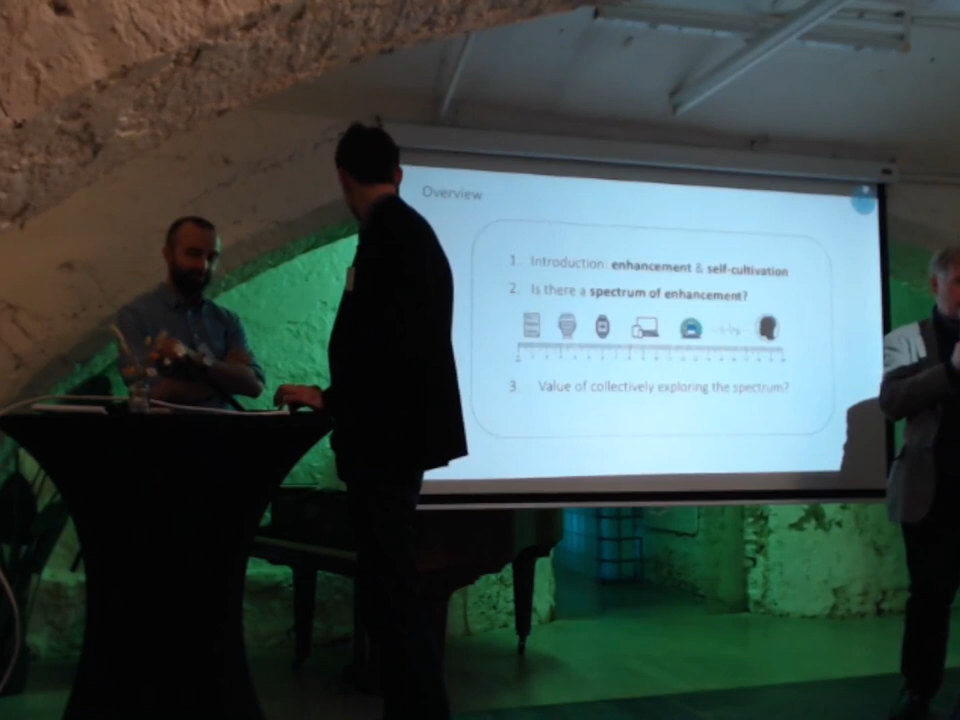 Overview
1. Introduction: enhancement & self-cultivation
2. Is there a spectrum of enhancement?
3. Value of collectively exploring the spectrum?